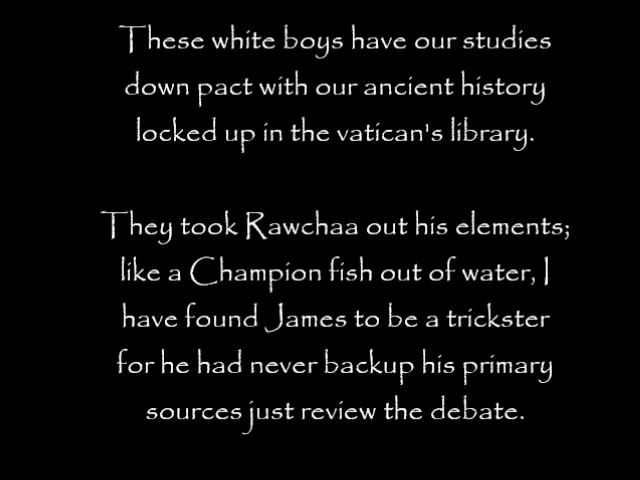 These white boys have our studies
down pact with our ancient history
locked up in the vatican's library.
They took Rawchaa out his elements;
like a Champion fish out of water, I
have found James to be a trickster
for he had never backup his primary
sources just review the debate.